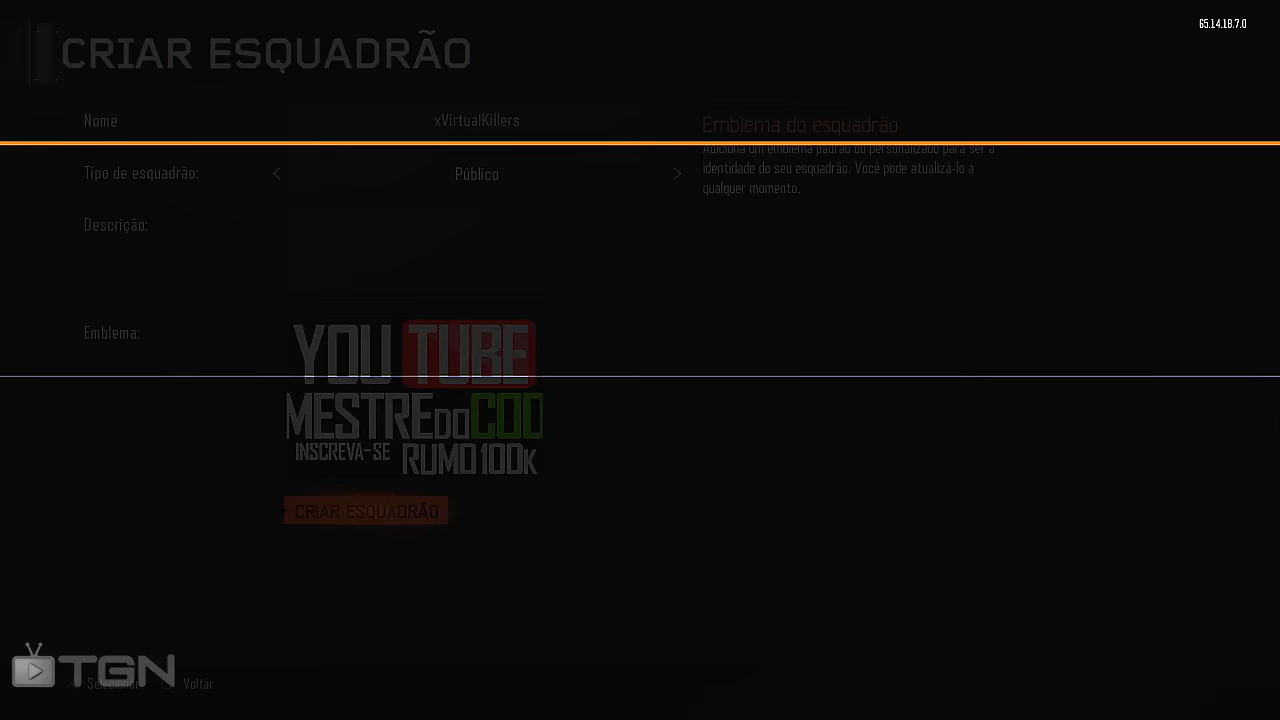 65.14.18.7.0
CRIAR ESQUADRÃO
Nome
xVirtualKillers
Emblema do esquadrão
Adiciona um emblema padrão ou personalizado para ser a
identidade do seu esquadrão. Você pode atualizá-lo a
qualquer momento.
Tipo de esquadrão:
Público
Descrição:
Emblema:
YOU TUBE
MESTRE DO COD
INSCREVA-SE
RUMO 100K
CRIAR ESQUADRÃO
TGN
Selecionar
Voltar